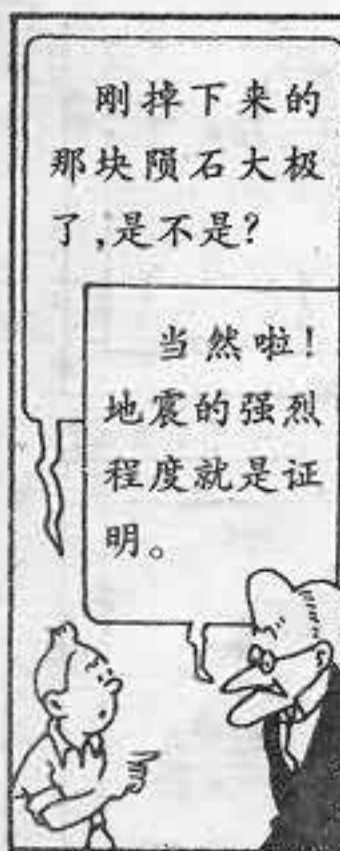 刚掉下来的
那块陨石大极
了,是不是?
当然啦!
地震的强烈
程度就是证
明。